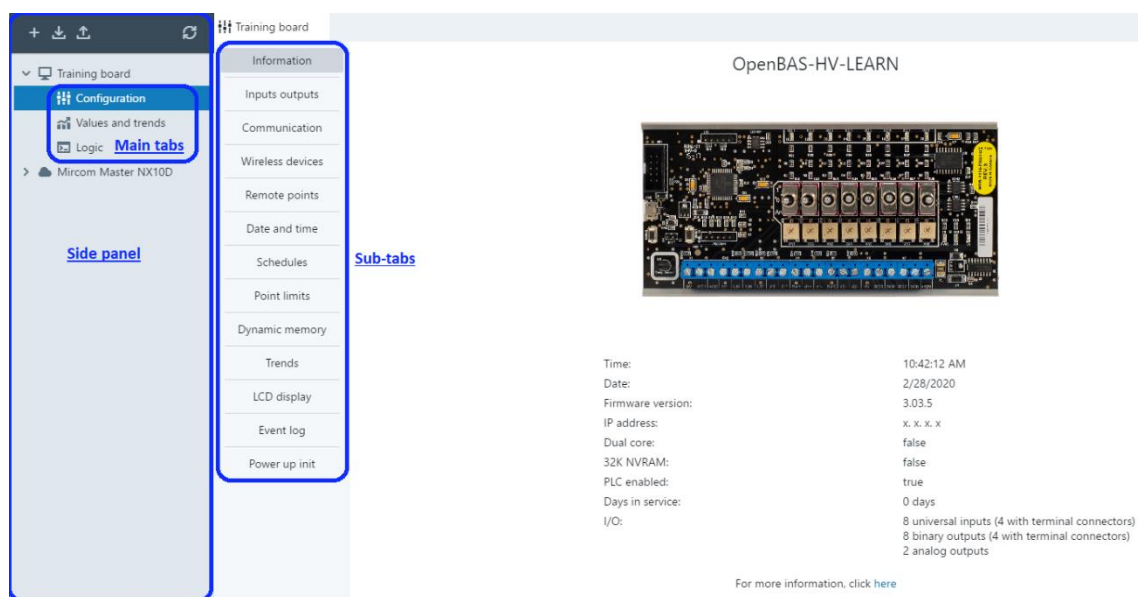 Training board
Configuration
Values and trends
Logic
Main tabs
Mircom Master NX10D
Side panel
Training board
Information
Inputs outputs
Communication
Wireless devices
Remote points
Date and time
Schedules
Point limits
Dynamic memory
Trends
LCD display
Event log
Power up init
Sub-tabs
OpenBAS-HV-LEARN
Time: 10:42:12 AM
Date: 2/28/2020
Firmware version: 3.03.5
IP address: x. x. x. x
Dual core: false
32K NVRAM: false
PLC enabled: true
Days in service: 0 days
I/O: 8 universal inputs (4 with terminal connectors)
8 binary outputs (4 with terminal connectors)
2 analog outputs
For more information, click here